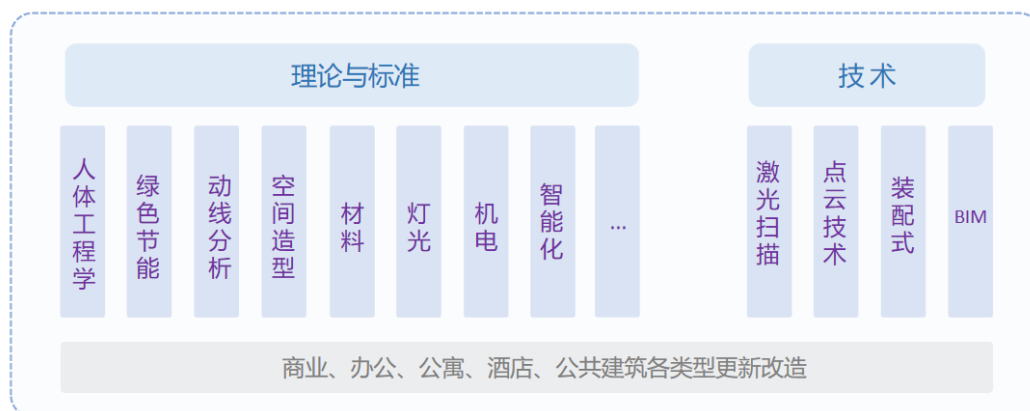 理论与标准
技术
人体工程学
绿色节能
动线分析
空间造型
材料
灯光
机电
智能化
...
激光扫描
点云技术
装配式
BIM
商业、办公、公寓、酒店、公共建筑各类型更新改造